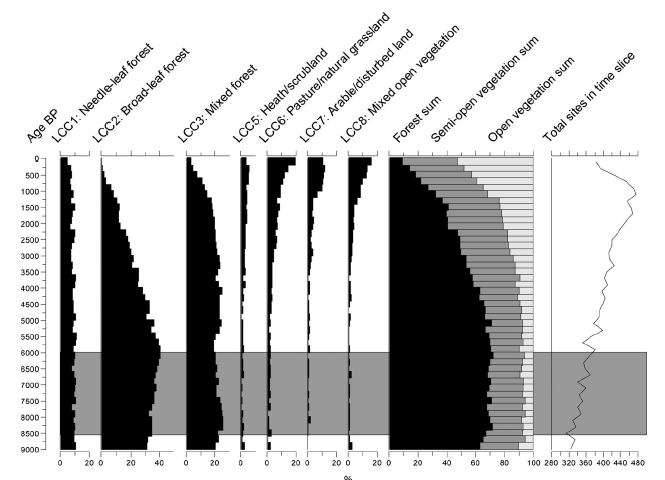 Age BP
LCC1: Needle-leaf forest
LCC2: Broad-leaf forest
LCC3: Mixed forest
LCC5: Heath/scrubland
LCC6: Pasture/natural grassland
LCC7: Arable/disturbed land
LCC8: Mixed open vegetation
Forest sum
Semi-open vegetation sum
Open vegetation sum
Total sites in time slice
0
500
1000
1500
2000
2500
3000
3500
4000
4500
5000
5500
6000
6500
7000
7500
8000
8500
9000
0 20 0 20 40 0 20 0 0 20 0 20 0 20 0 20 40 60 80 100 280 320 360 400 440 480
%